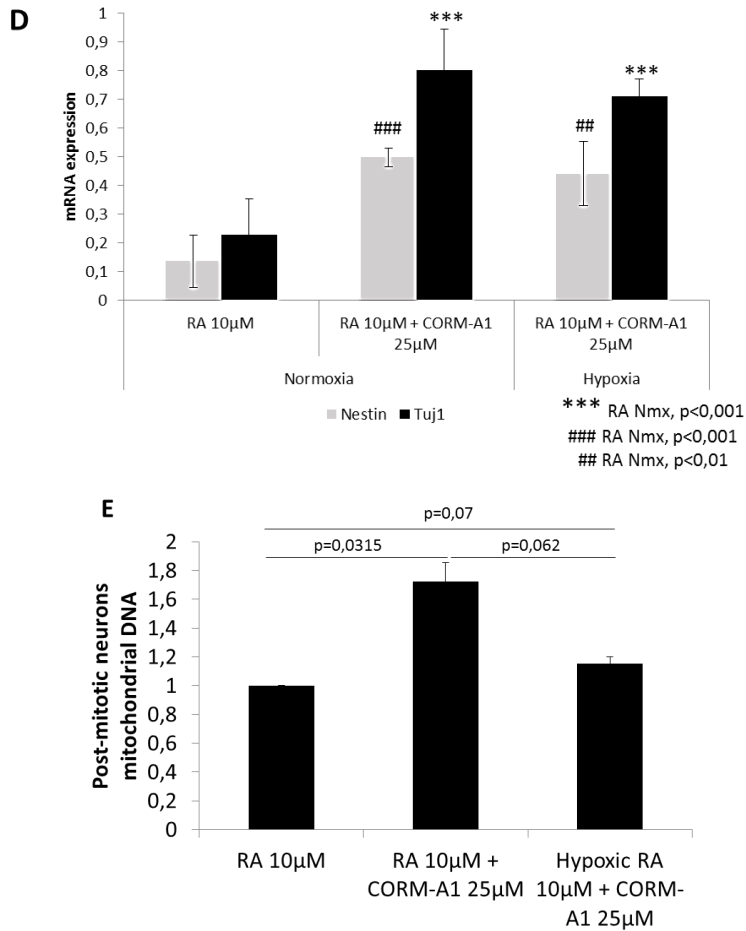 D
mRNA expression
1
0,9
0,8
0,7
0,6
0,5
0,4
0,3
0,2
0,1
0
###
***
##
***
RA 10µM
RA 10µM + CORM-A1
25µM
RA 10µM + CORM-A1
25µM
Normoxia
Hypoxia
Nestin Tuj1
*** RA Nmx, p<0,001
### RA Nmx, p<0,001
## RA Nmx, p<0,01
E
p=0,07
p=0,0315
p=0,062
Post-mitotic neurons
mitochondrial DNA
2
1,8
1,6
1,4
1,2
1
0,8
0,6
0,4
0,2
0
RA 10µM
RA 10µM +
CORM-A1 25µM
Hypoxic RA
10µM + CORM-
A1 25µM